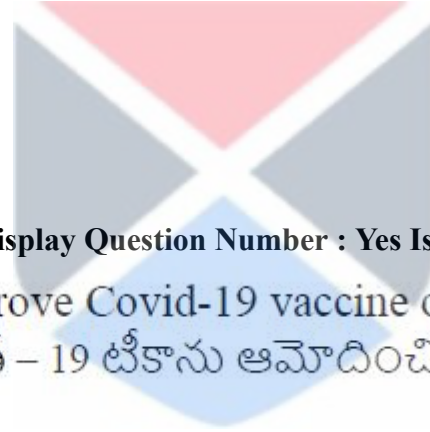 isplay Question Number : Yes Is
rove Covid-19 vaccine
– 19 టీకాను ఆమోదించి